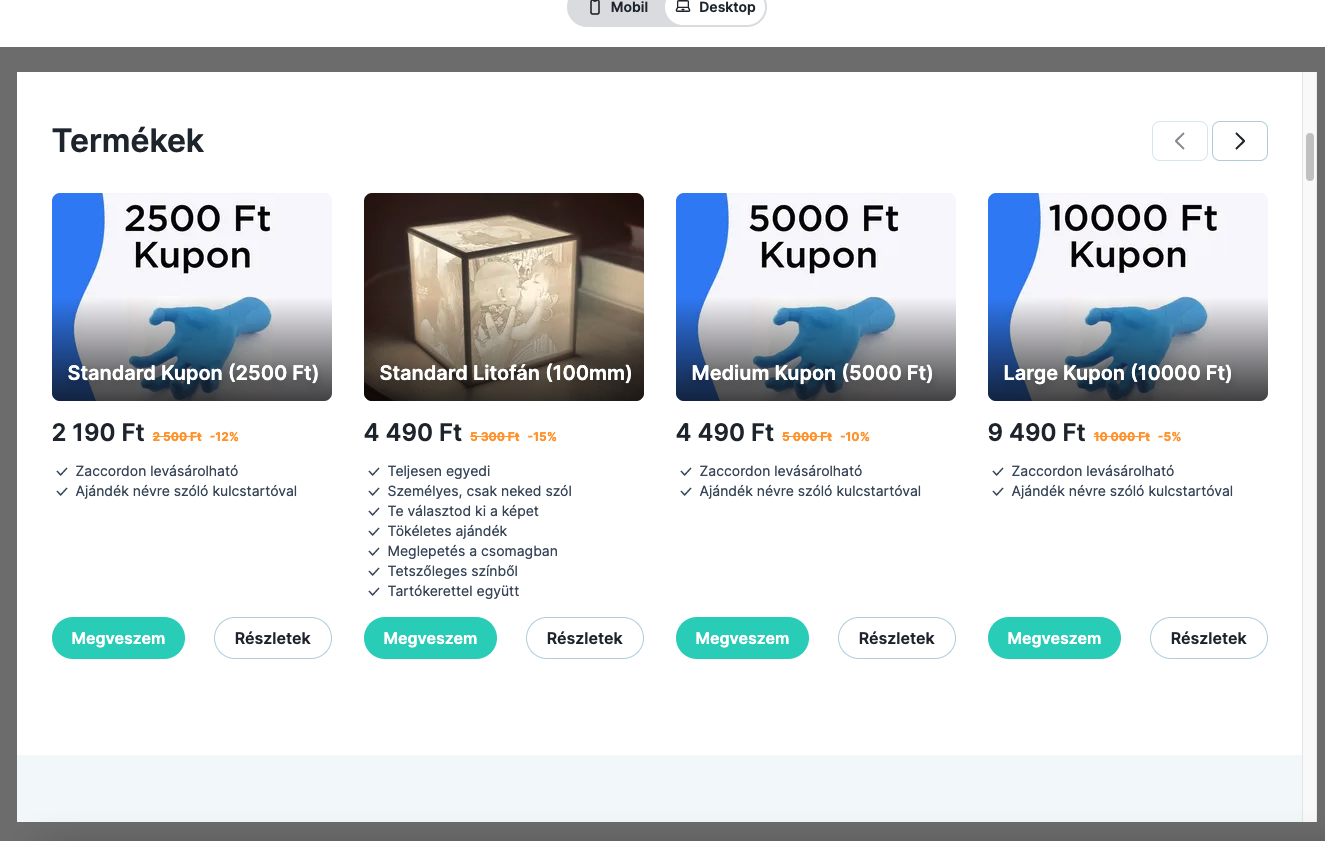 Mobil
Desktop
Termékek
2500 Ft
Kupon
Standard Kupon (2500 Ft)
2 190 Ft 2 500 Ft -12%
Zaccordon levásárolható
Ajándék névre szóló kulcstartóval
Megveszem
Részletek
Standard Litofán (100mm)
4 490 Ft 5 300 Ft -15%
Teljesen egyedi
Személyes, csak neked szól
Te választod ki a képet
Tökéletes ajándék
Meglepetés a csomagban
Tetszőleges színből
Tartókerettel együtt
Megveszem
Részletek
5000 Ft
Kupon
Medium Kupon (5000 Ft)
4 490 Ft 5 000 Ft -10%
Zaccordon levásárolható
Ajándék névre szóló kulcstartóval
Megveszem
Részletek
10000 Ft
Kupon
Large Kupon (10000 Ft)
9 490 Ft 10 000 Ft -5%
Zaccordon levásárolható
Ajándék névre szóló kulcstartóval
Megveszem
Részletek